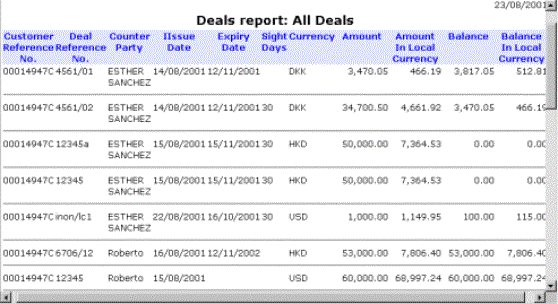 23/08/2001
Deals report: All Deals
Customer Deal Counter IIssue Expiry Sight Currency Amount Amount Balance Balance
Reference Reference Party Date Date Days In Local In Local
No. No. Currency Currency
00014947C 4561/01 ESTHER 14/08/2001 12/11/2001 DKK 3,470.05 466.19 3,817.05 512.81
SANCHEZ
00014947C 4561/02 ESTHER 14/08/2001 12/11/2001 30 DKK 34,700.50 4,661.92 3,470.05 466.19
SANCHEZ
00014947C 12345a ESTHER 15/08/2001 15/11/2001 30 HKD 50,000.00 7,364.53 0.00 0.00
SANCHEZ
00014947C 12345 ESTHER 15/08/2001 15/11/2001 30 HKD 50,000.00 7,364.53 0.00 0.00
SANCHEZ
00014947C inon/lc1 ESTHER 22/08/2001 16/10/2001 30 USD 1,000.00 1,149.95 100.00 115.00
SANCHEZ
00014947C 6706/12 Roberto 16/08/2001 12/11/2002 HKD 53,000.00 7,806.40 53,000.00 7,806.40
00014947C 12345 Roberto 15/08/2001 USD 60,000.00 68,997.24 60,000.00 68,997.24